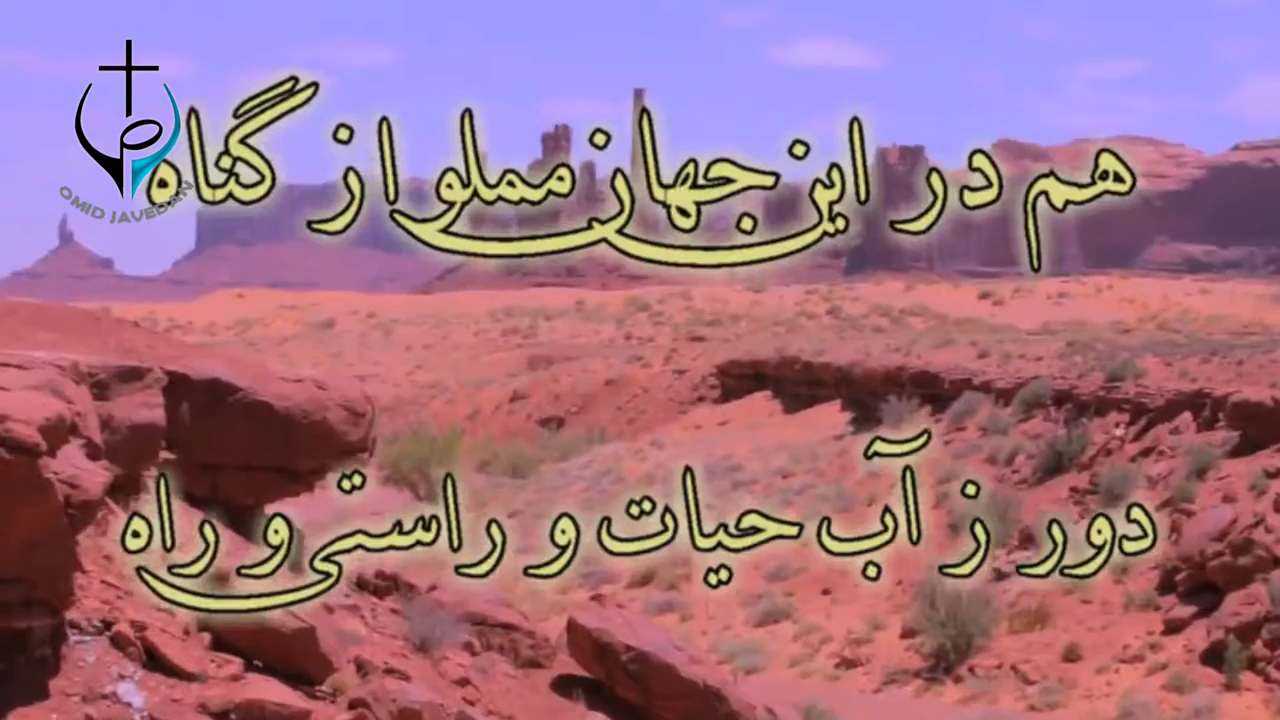 OMID JAVEDAN
هم در این جهان مملو از گناه
دور ز آب حیات و راستی و راه